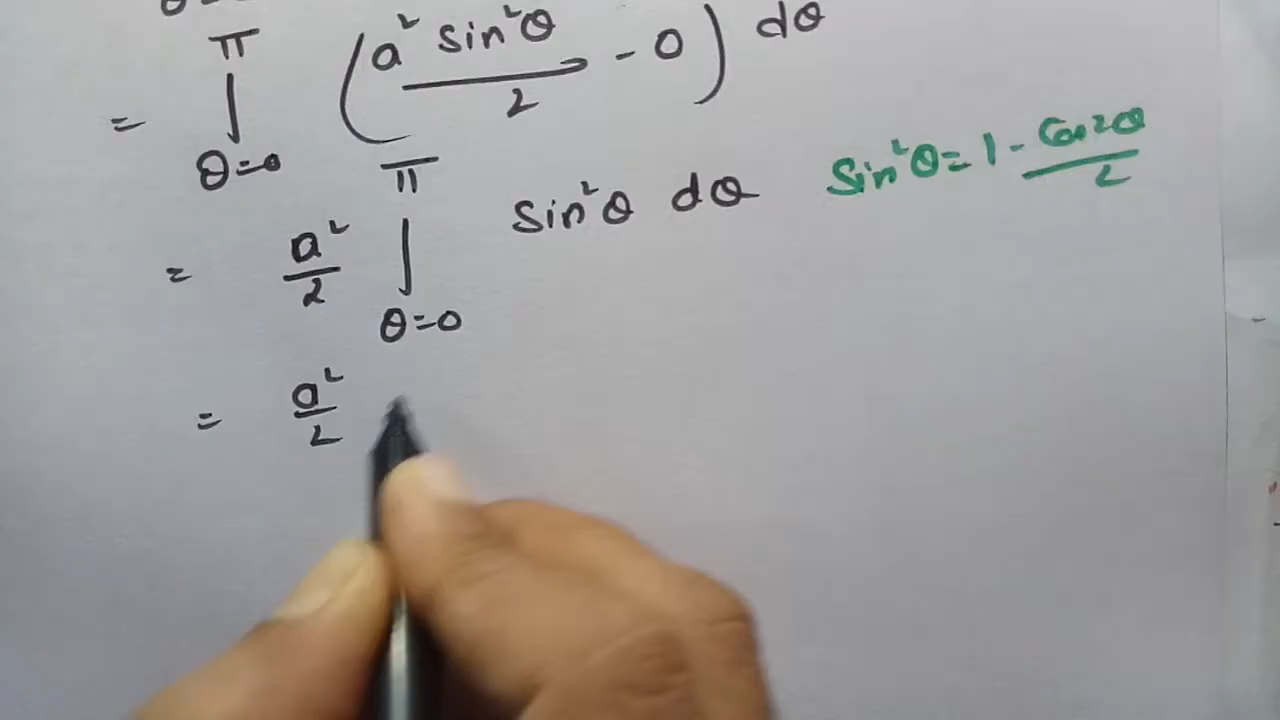 π
= ∫ (a² sin²θ / 2 - 0) dθ
θ=0
π
= a²/2 ∫ sin²θ dθ
θ=0
sin²θ = 1 - cos2θ/2
= a²/2